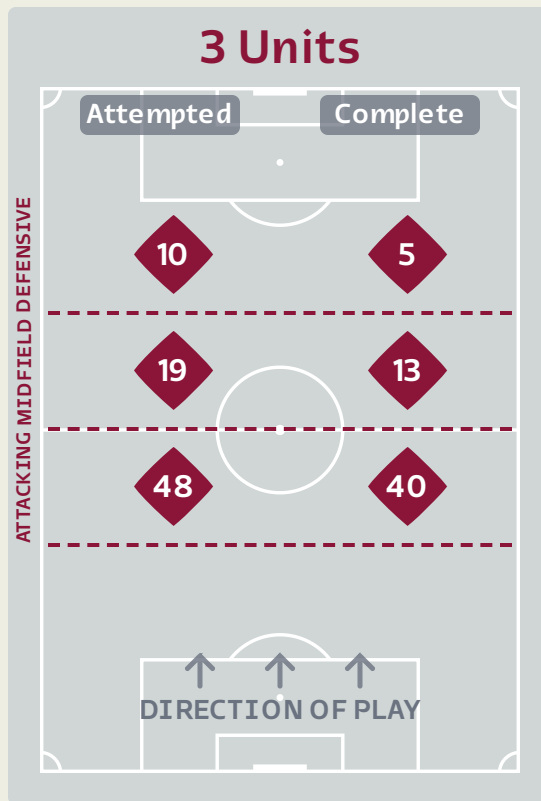 3 Units
Attempted Complete
ATTACKING MIDFIELD DEFENSIVE
10 5
19 13
48 40
DIRECTION OF PLAY